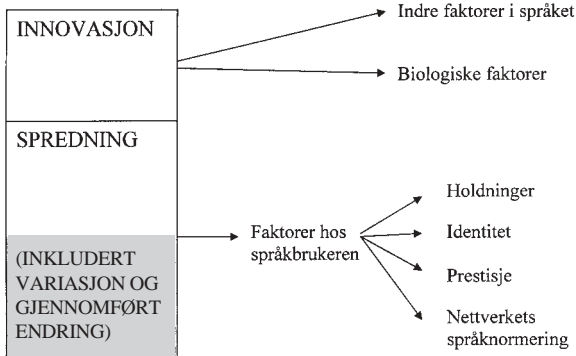 INNOVASJON
Indre faktorer i språket
Biologiske faktorer
SPREDNING
(INKLUDERT
VARIASJON OG
GJENNOMFØRT
ENDRING)
Faktorer hos
språkbrukeren
Holdninger
Identitet
Prestisje
Nettverkets
språknormering